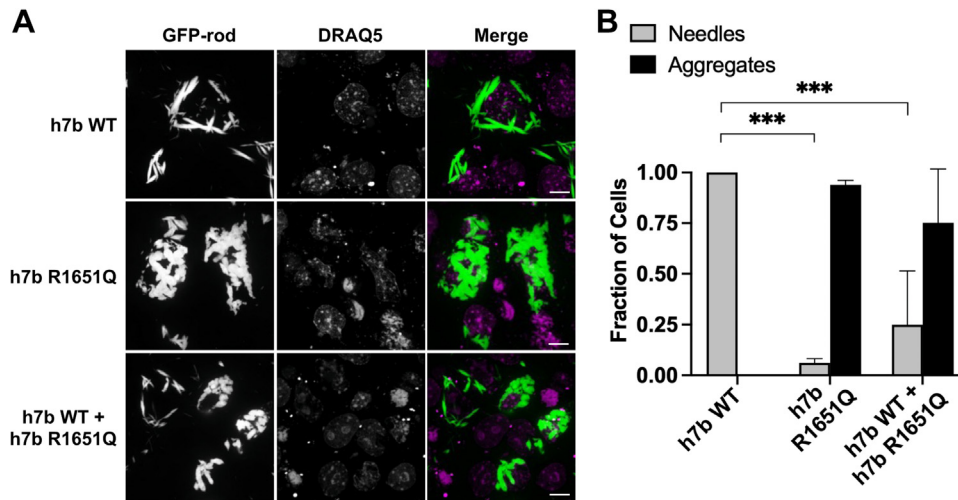 A
GFP-rod DRAQ5 Merge
h7b WT
h7b R1651Q
h7b WT +
h7b R1651Q
B
Needles
Aggregates
***
***
Fraction of Cells
1.00
0.75
0.50
0.25
0.00
h7b WT
h7b
R1651Q
h7b WT +
h7b R1651Q